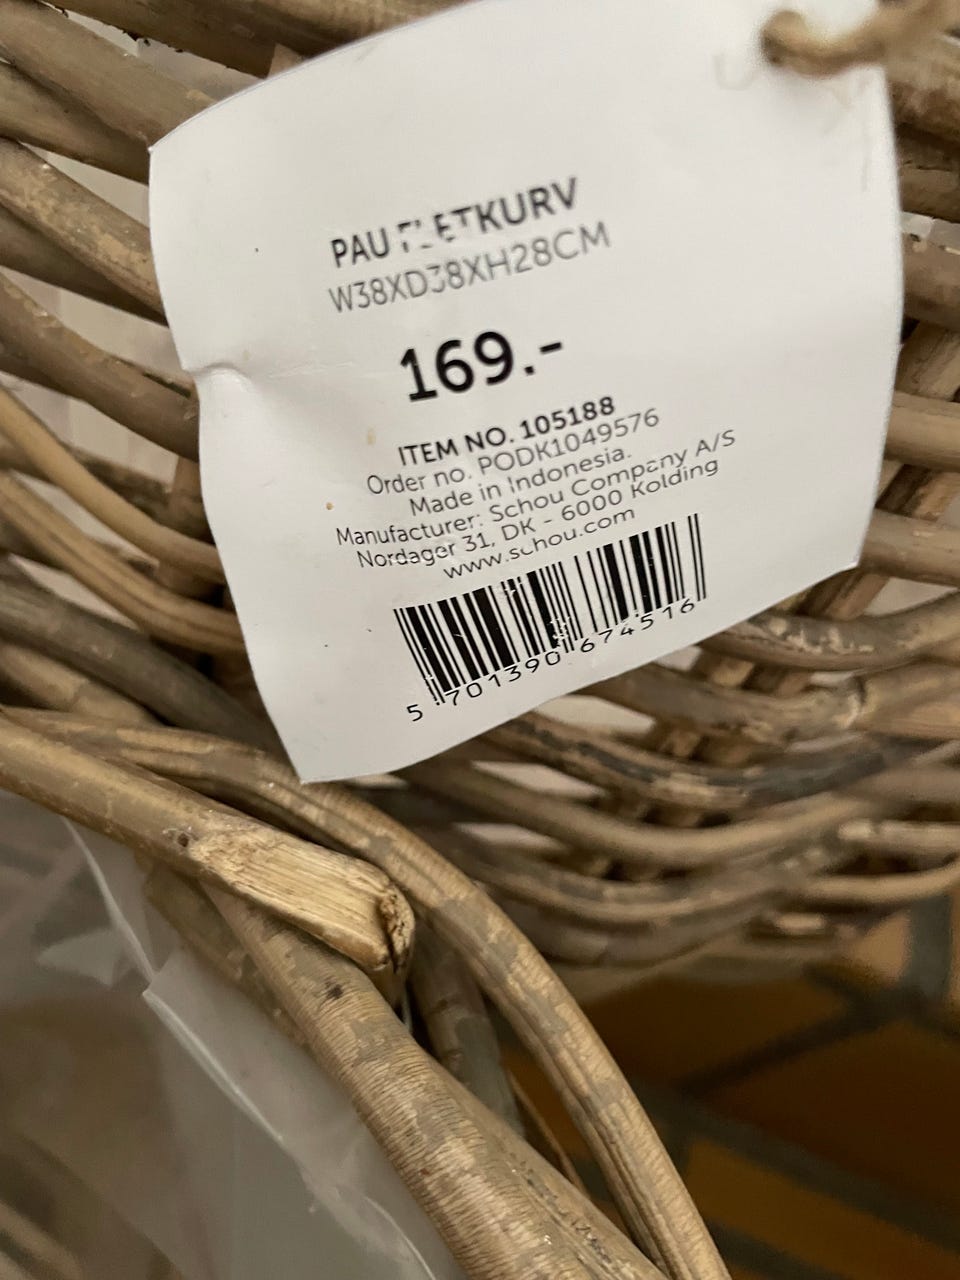 PAU FLETKURV
W38XD38XH28CM
169.-
ITEM NO. 105188
Order no. PODK1049576
Made in Indonesia.
Manufacturer: Schou Company A/S
Nordager 31, DK - 6000 Kolding
www.schou.com
5 701390 674516